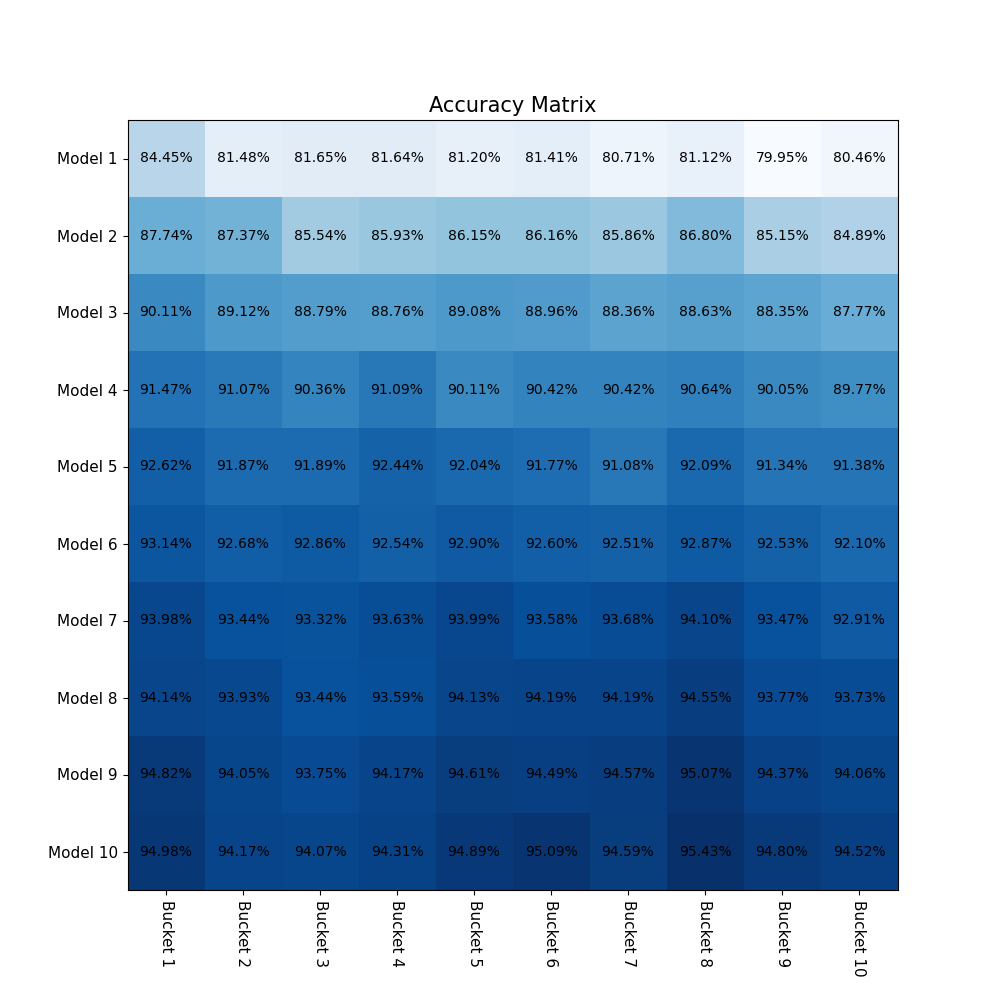 Accuracy Matrix
Model 1 84.45% 81.48% 81.65% 81.64% 81.20% 81.41% 80.71% 81.12% 79.95% 80.46%
Model 2 87.74% 87.37% 85.54% 85.93% 86.15% 86.16% 85.86% 86.80% 85.15% 84.89%
Model 3 90.11% 89.12% 88.79% 88.76% 89.08% 88.96% 88.36% 88.63% 88.35% 87.77%
Model 4 91.47% 91.07% 90.36% 91.09% 90.11% 90.42% 90.42% 90.64% 90.05% 89.77%
Model 5 92.62% 91.87% 91.89% 92.44% 92.04% 91.77% 91.08% 92.09% 91.34% 91.38%
Model 6 93.14% 92.68% 92.86% 92.54% 92.90% 92.60% 92.51% 92.87% 92.53% 92.10%
Model 7 93.98% 93.44% 93.32% 93.63% 93.99% 93.58% 93.68% 94.10% 93.47% 92.91%
Model 8 94.14% 93.93% 93.44% 93.59% 94.13% 94.19% 94.19% 94.55% 93.77% 93.73%
Model 9 94.82% 94.05% 93.75% 94.17% 94.61% 94.49% 94.57% 95.07% 94.37% 94.06%
Model 10 94.98% 94.17% 94.07% 94.31% 94.89% 95.09% 94.59% 95.43% 94.80% 94.52%
Bucket 1 Bucket 2 Bucket 3 Bucket 4 Bucket 5 Bucket 6 Bucket 7 Bucket 8 Bucket 9 Bucket 10